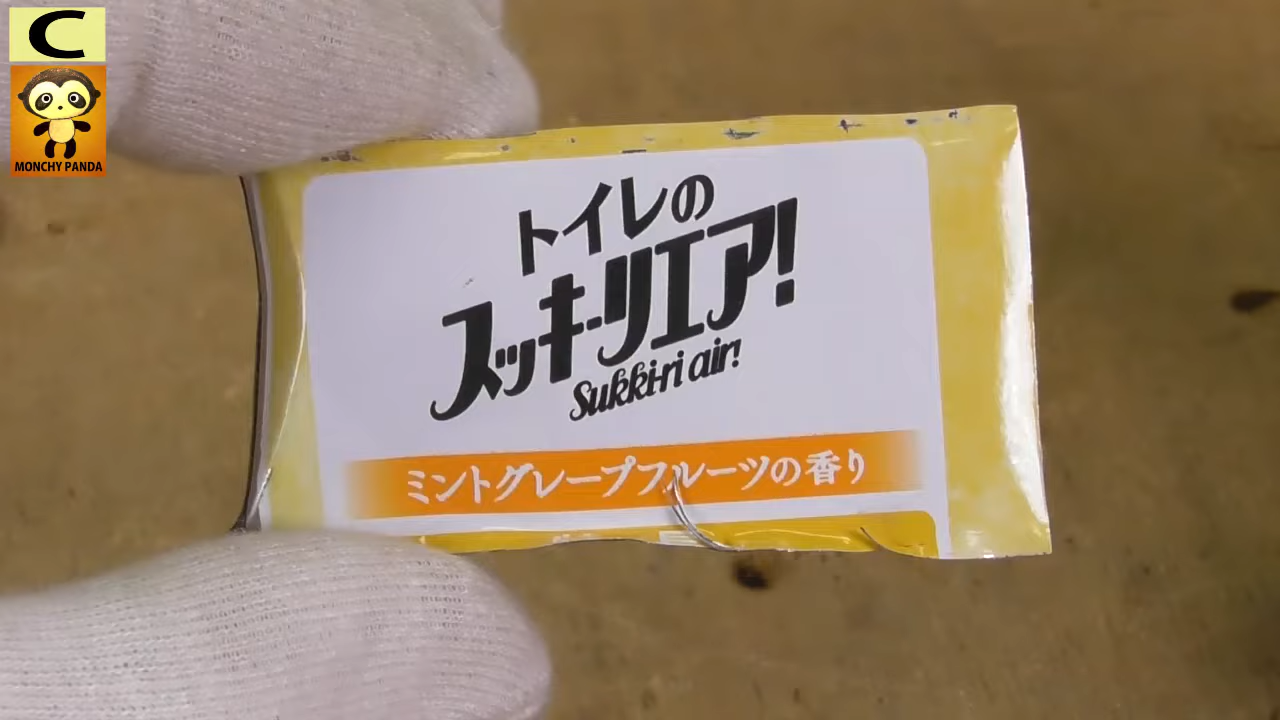 C
MONCHY PANDA
トイレの
スッキーリエア!
Sukki-ri air!
ミントグレープフルーツの香り